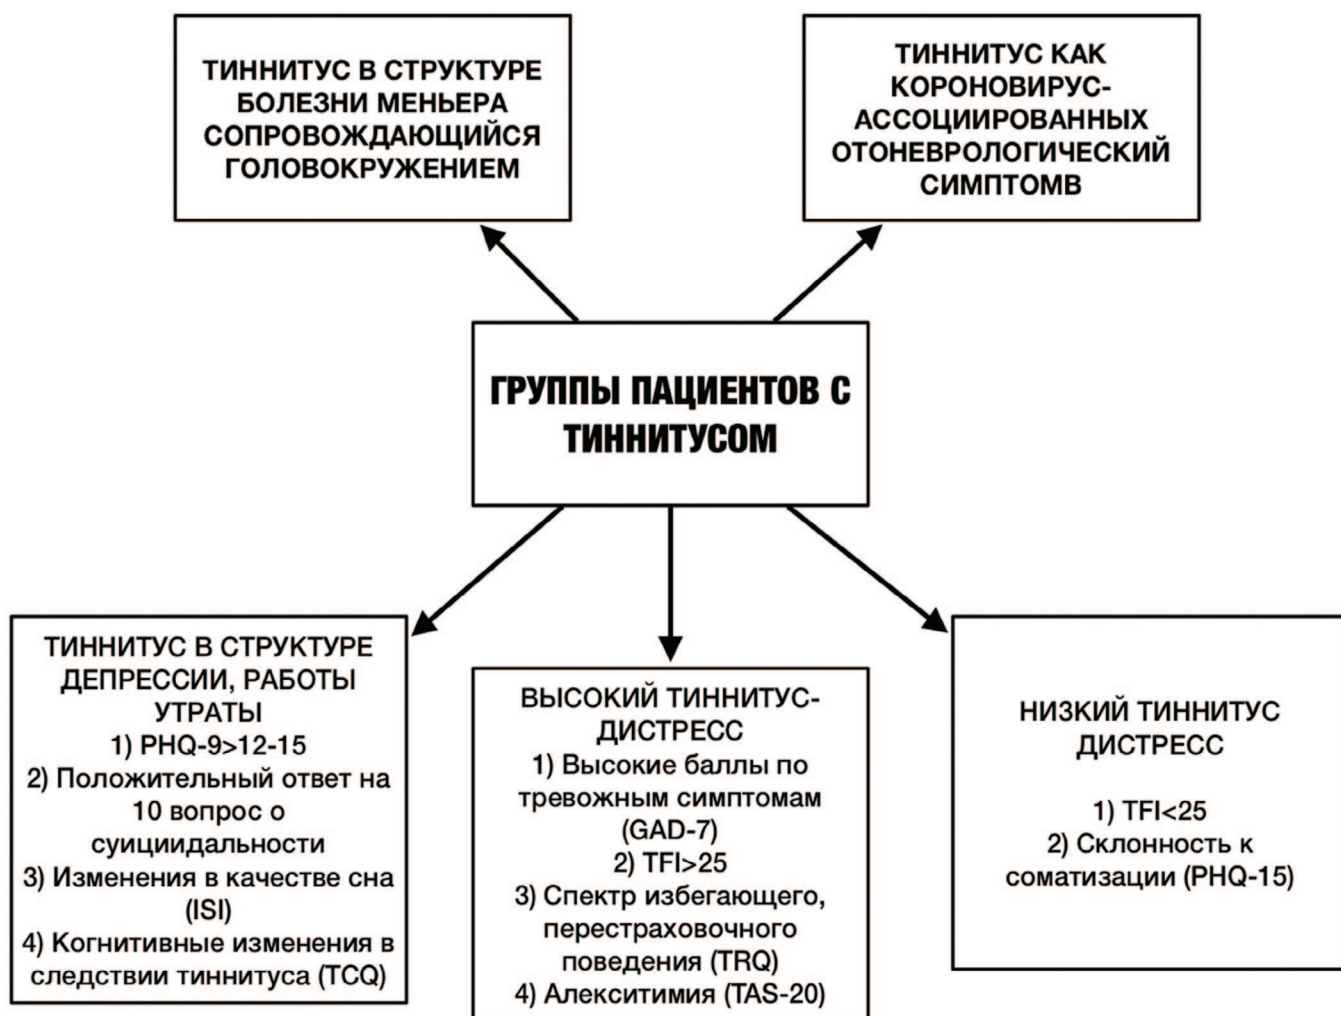 ТИННИТУС В СТРУКТУРЕ
БОЛЕЗНИ МЕНЬЕРА
СОПРОВОЖДАЮЩИЙСЯ
ГОЛОВОКРУЖЕНИЕМ
ТИННИТУС КАК
КОРОНОВИРУС-
АССОЦИИРОВАННЫХ
ОТОНЕВРОЛОГИЧЕСКИЙ
СИМПТОМВ
ГРУППЫ ПАЦИЕНТОВ С
ТИННИТУСОМ
ТИННИТУС В СТРУКТУРЕ
ДЕПРЕССИИ, РАБОТЫ
УТРАТЫ
1) PHQ-9>12-15
2) Положительный ответ на
10 вопрос о
суициидальности
3) Изменения в качестве сна
(ISI)
4) Когнитивные изменения в
следствии тиннитуса (TCQ)
ВЫСОКИЙ ТИННИТУС-
ДИСТРЕСС
1) Высокие баллы по
тревожным симптомам
(GAD-7)
2) TFI>25
3) Спектр избегающего,
перестраховочного
поведения (TRQ)
4) Алекситимия (TAS-20)
НИЗКИЙ ТИННИТУС
ДИСТРЕСС
1) TFI<25
2) Склонность к
соматизации (PHQ-15)